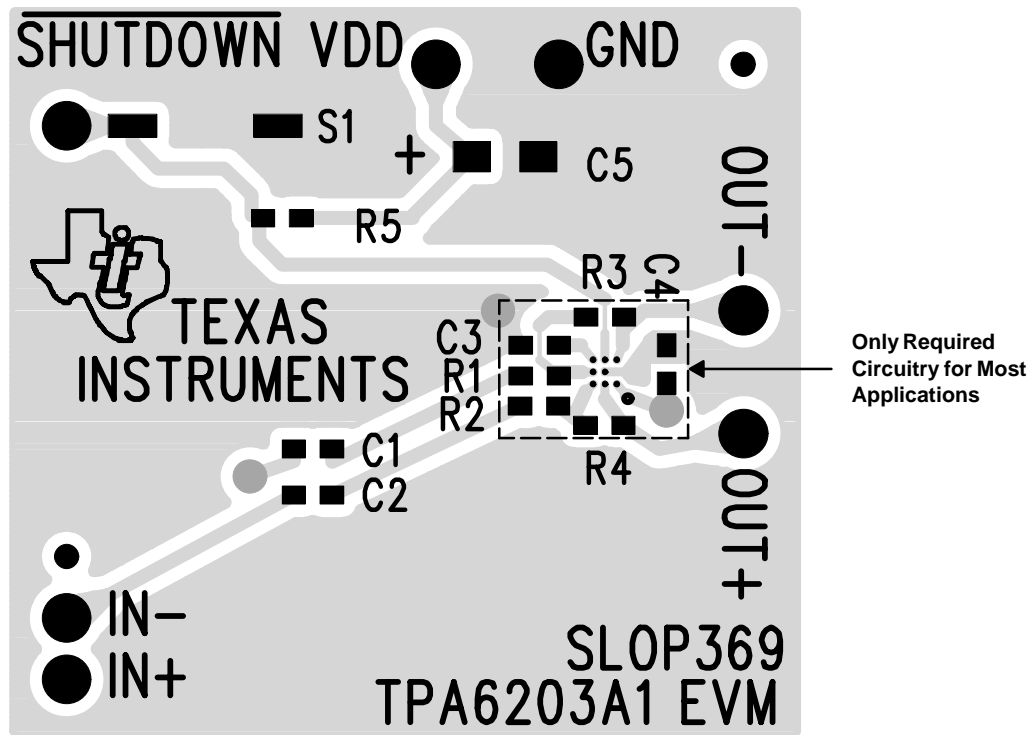 SHUTDOWN VDD GND
S1
+ C5
OUT-
R5
R3 C4
TEXAS
INSTRUMENTS
C3
R1
R2
Only Required
Circuitry for Most
Applications
C1
R4
C2
OUT+
IN-
IN+
SLOP369
TPA6203A1 EVM